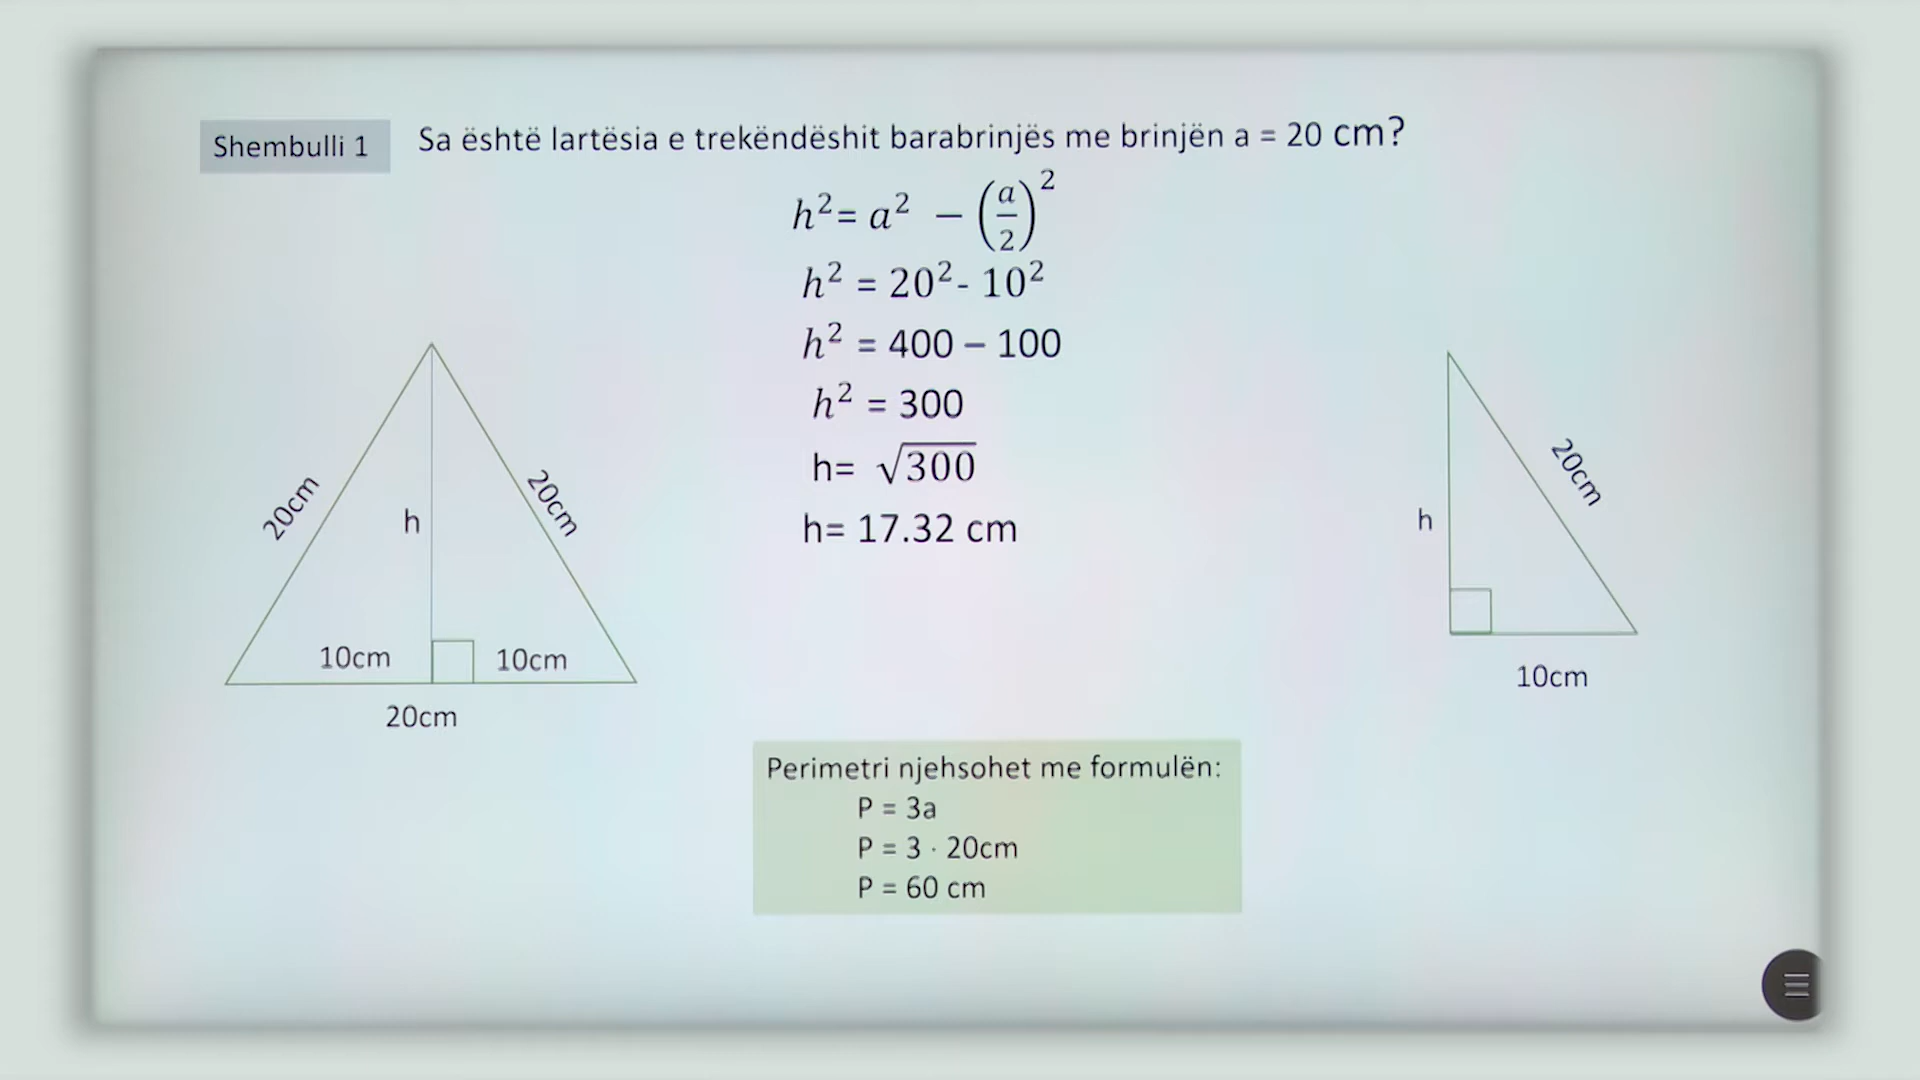 Shembulli 1
Sa është lartësia e trekëndëshit barabrinjës me brinjën a = 20 cm?
h²= a² − (a/2)²
h² = 20²- 10²
h² = 400 – 100
h² = 300
h= √300
h= 17.32 cm
20cm
h
20cm
10cm
10cm
20cm
h
20cm
10cm
Perimetri njehsohet me formulën:
P = 3a
P = 3 · 20cm
P = 60 cm